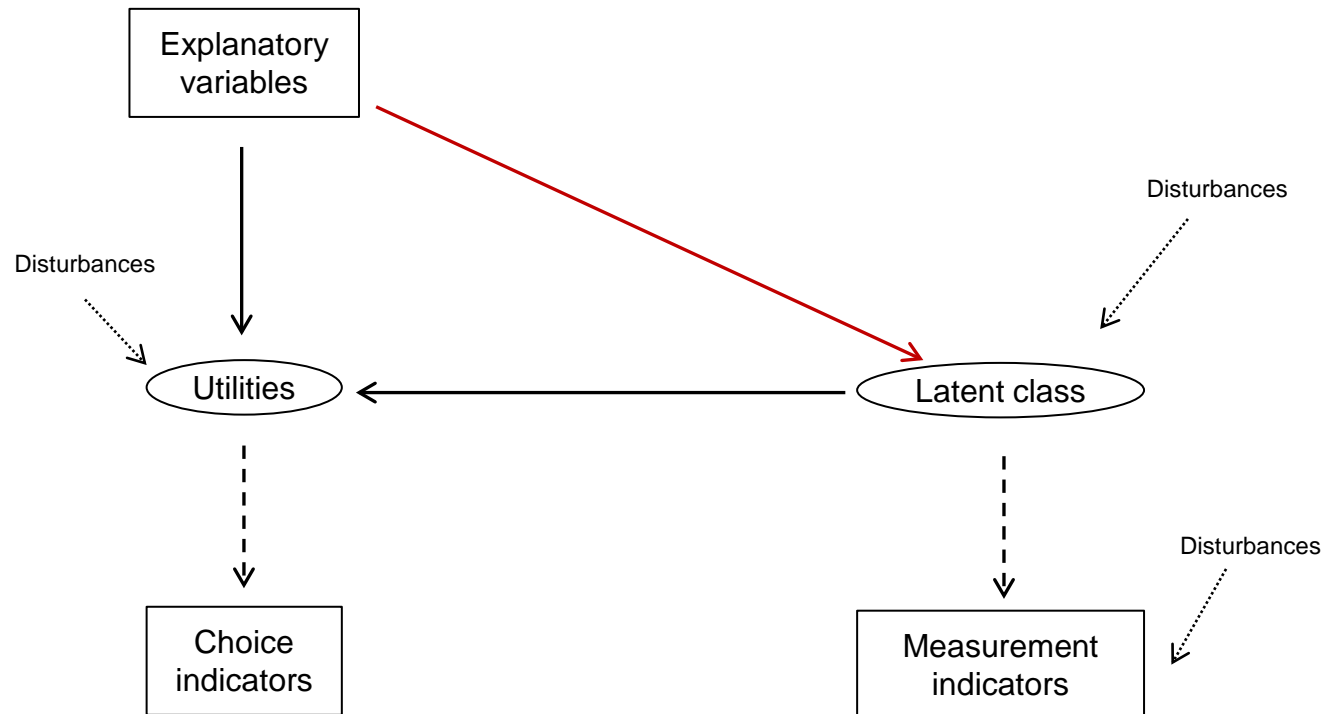 Explanatory
variables
Disturbances
Disturbances
Utilities
Latent class
Disturbances
Choice
indicators
Measurement
indicators